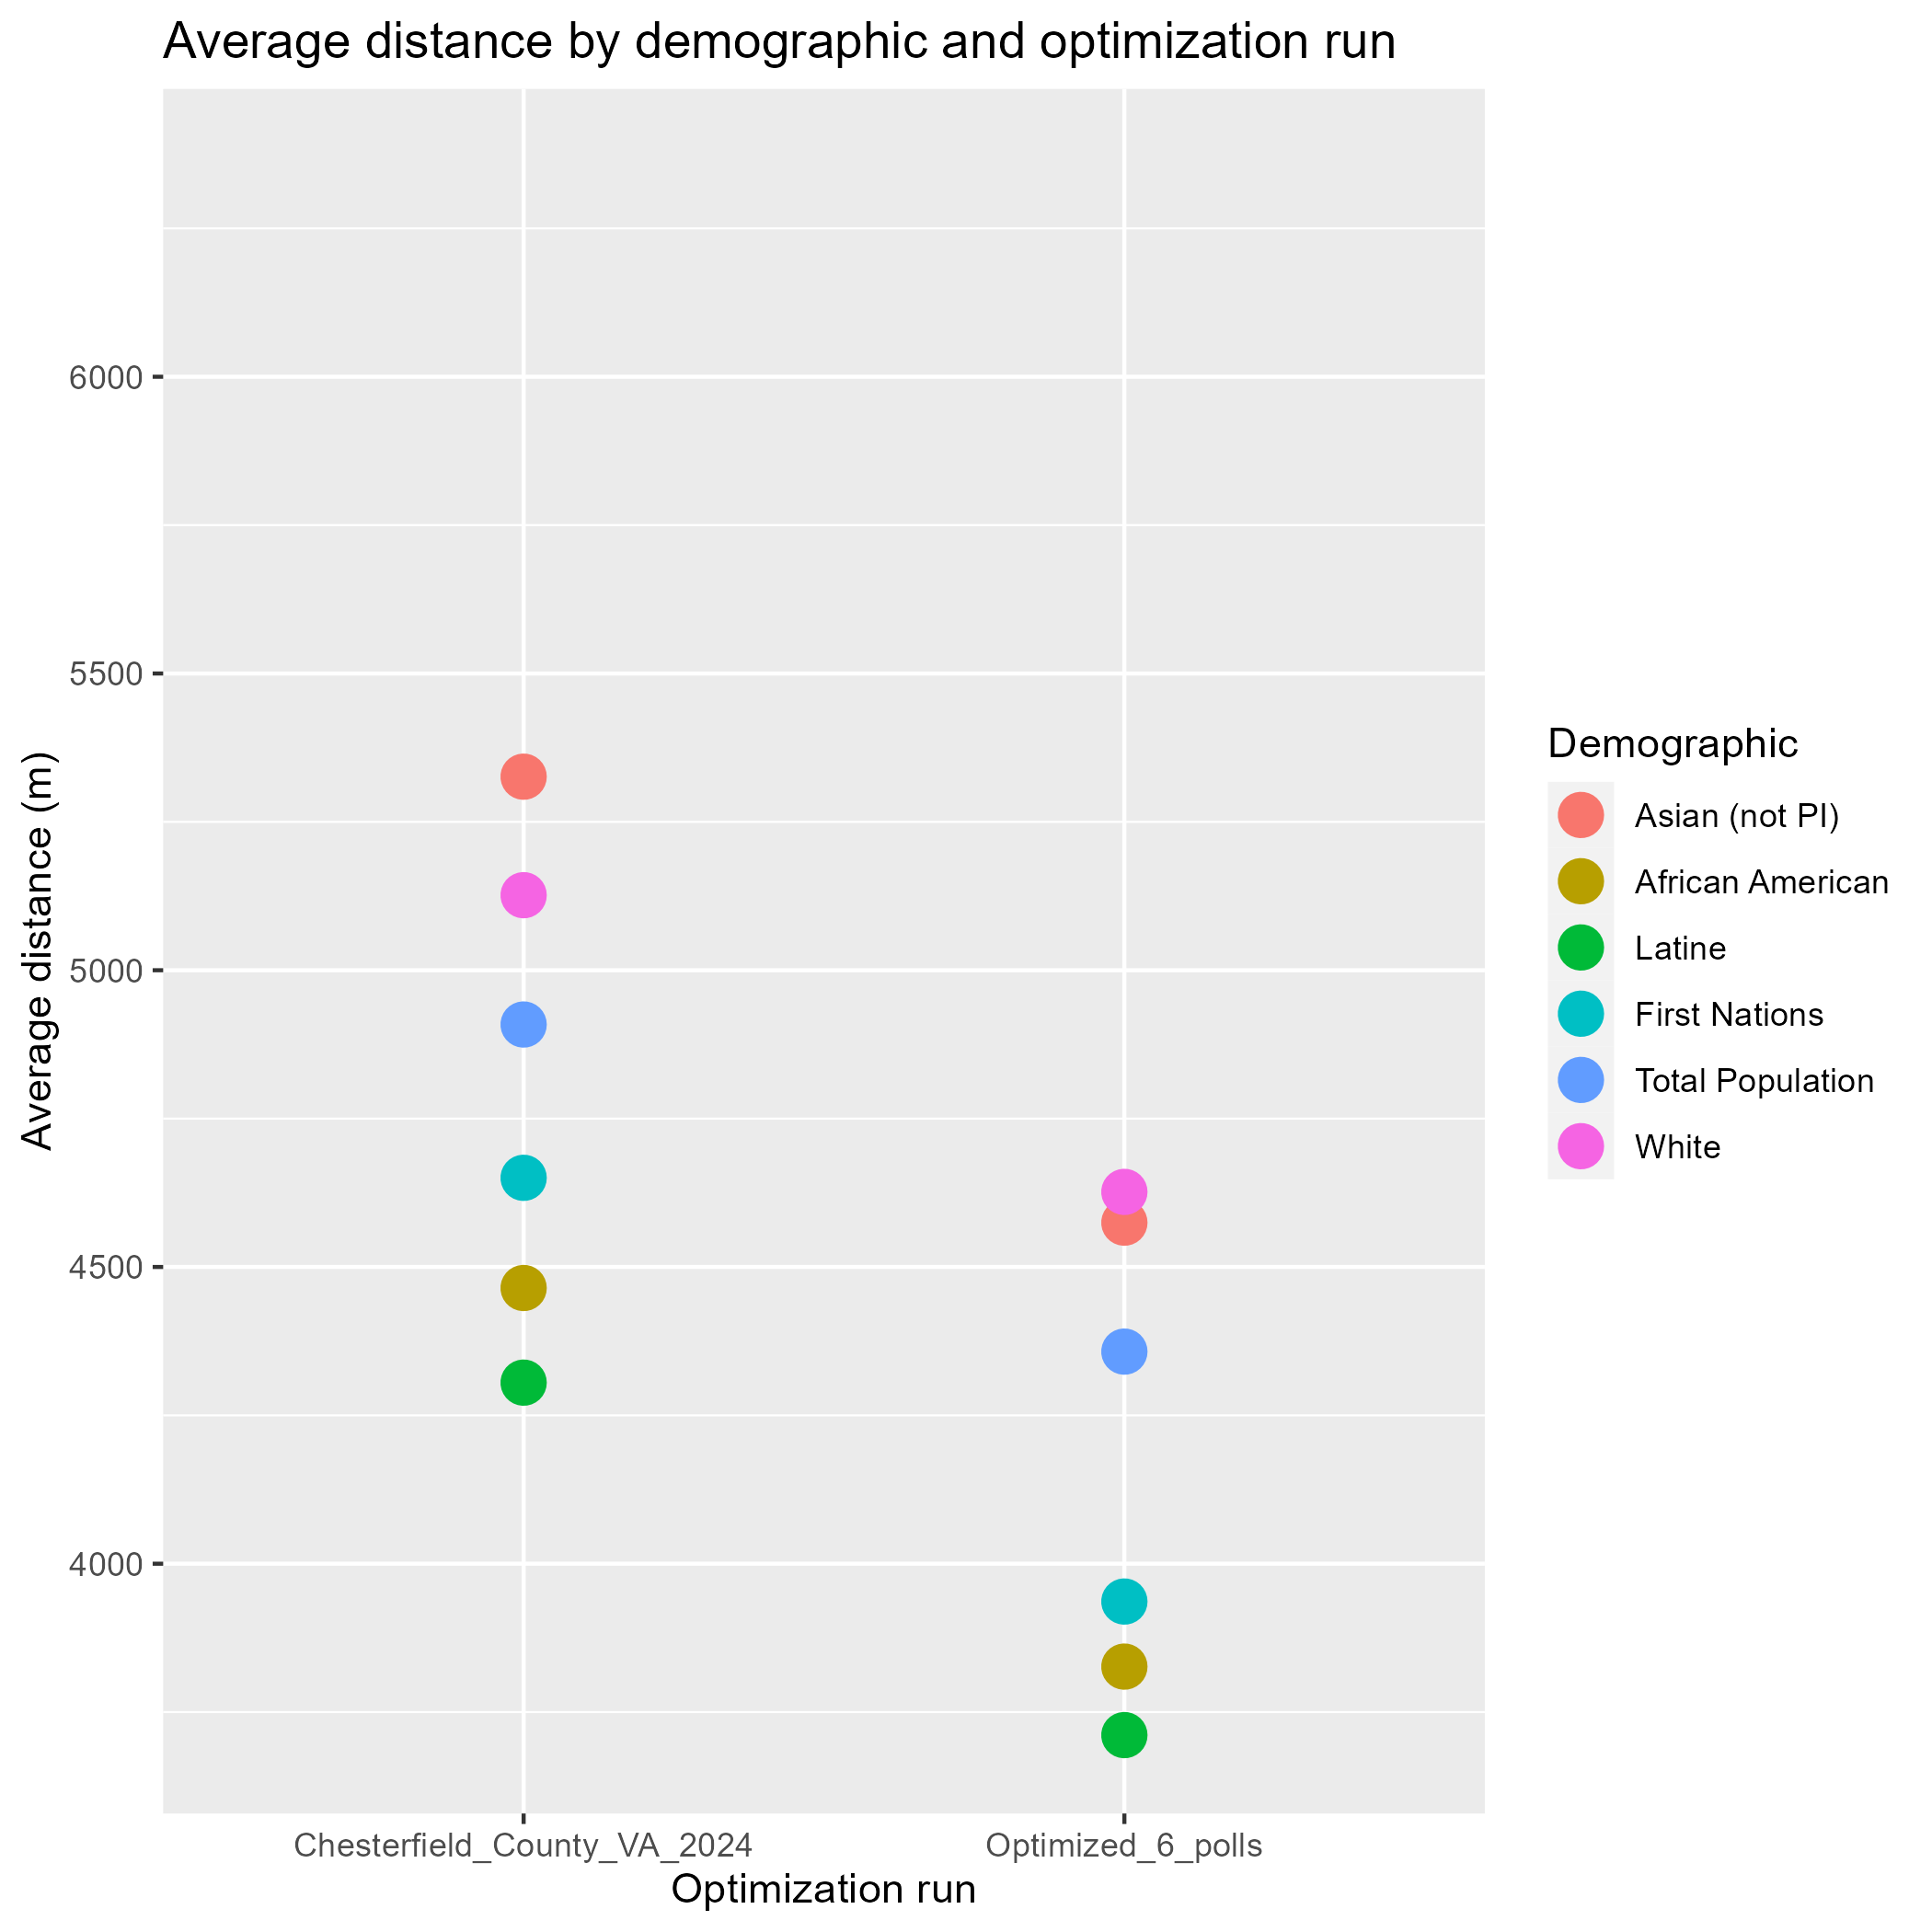 Average distance by demographic and optimization run
Average distance (m)
6000
5500
5000
4500
4000
Chesterfield_County_VA_2024
Optimized_6_polls
Optimization run
Demographic
Asian (not PI)
African American
Latine
First Nations
Total Population
White